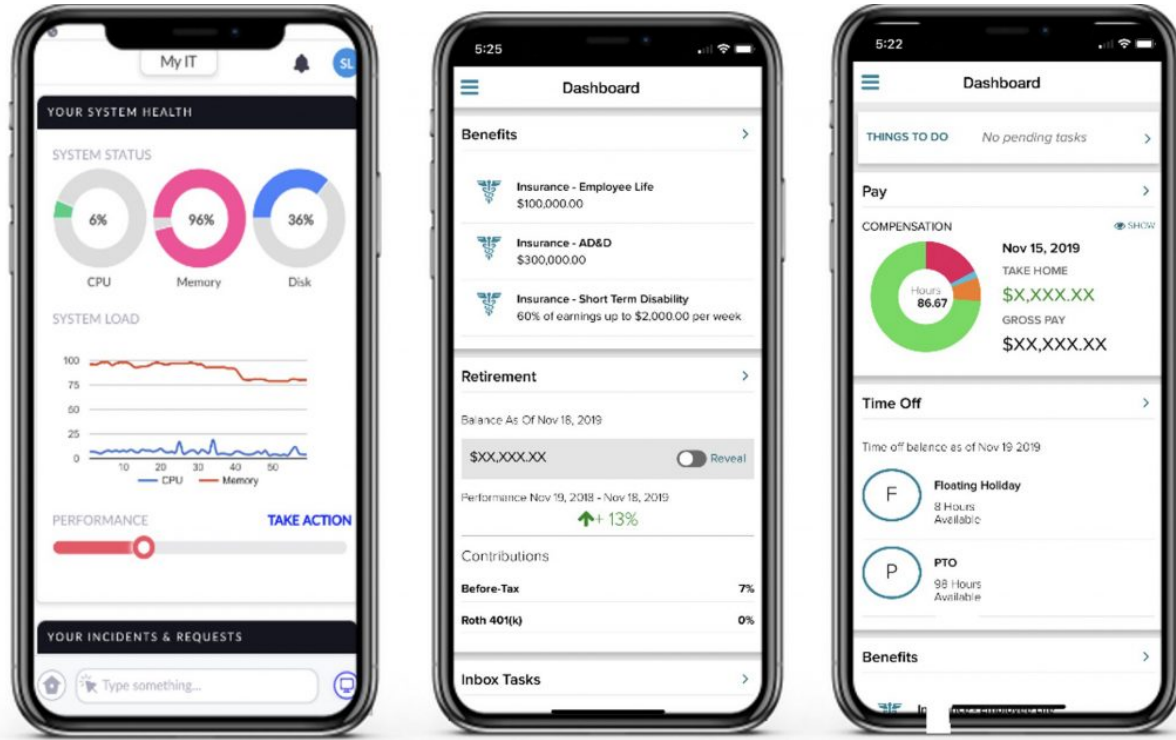 My IT
SL
YOUR SYSTEM HEALTH
SYSTEM STATUS
6%
96%
36%
CPU
Memory
Disk
SYSTEM LOAD
100
75
50
25
0
10 20 30 40 50
CPU Memory
PERFORMANCE TAKE ACTION
YOUR INCIDENTS & REQUESTS
Type something...
5:25
Dashboard
Benefits
Insurance - Employee Life
$100,000.00
Insurance - AD&D
$300,000.00
Insurance - Short Term Disability
60% of earnings up to $2,000.00 per week
Retirement
Balance As Of Nov 18, 2019
$XX,XXX.XX Reveal
Performance Nov 19, 2018 - Nov 18, 2019
+ 13%
Contributions
Before-Tax 7%
Roth 401(k) 0%
Inbox Tasks
5:22
Dashboard
THINGS TO DO No pending tasks
Pay
COMPENSATION SHOW
Hours
86.67
Nov 15, 2019
TAKE HOME
$X,XXX.XX
GROSS PAY
$XX,XXX.XX
Time Off
Time off balance as of Nov 19 2019
F
Floating Holiday
8 Hours
Available
P
PTO
98 Hours
Available
Benefits